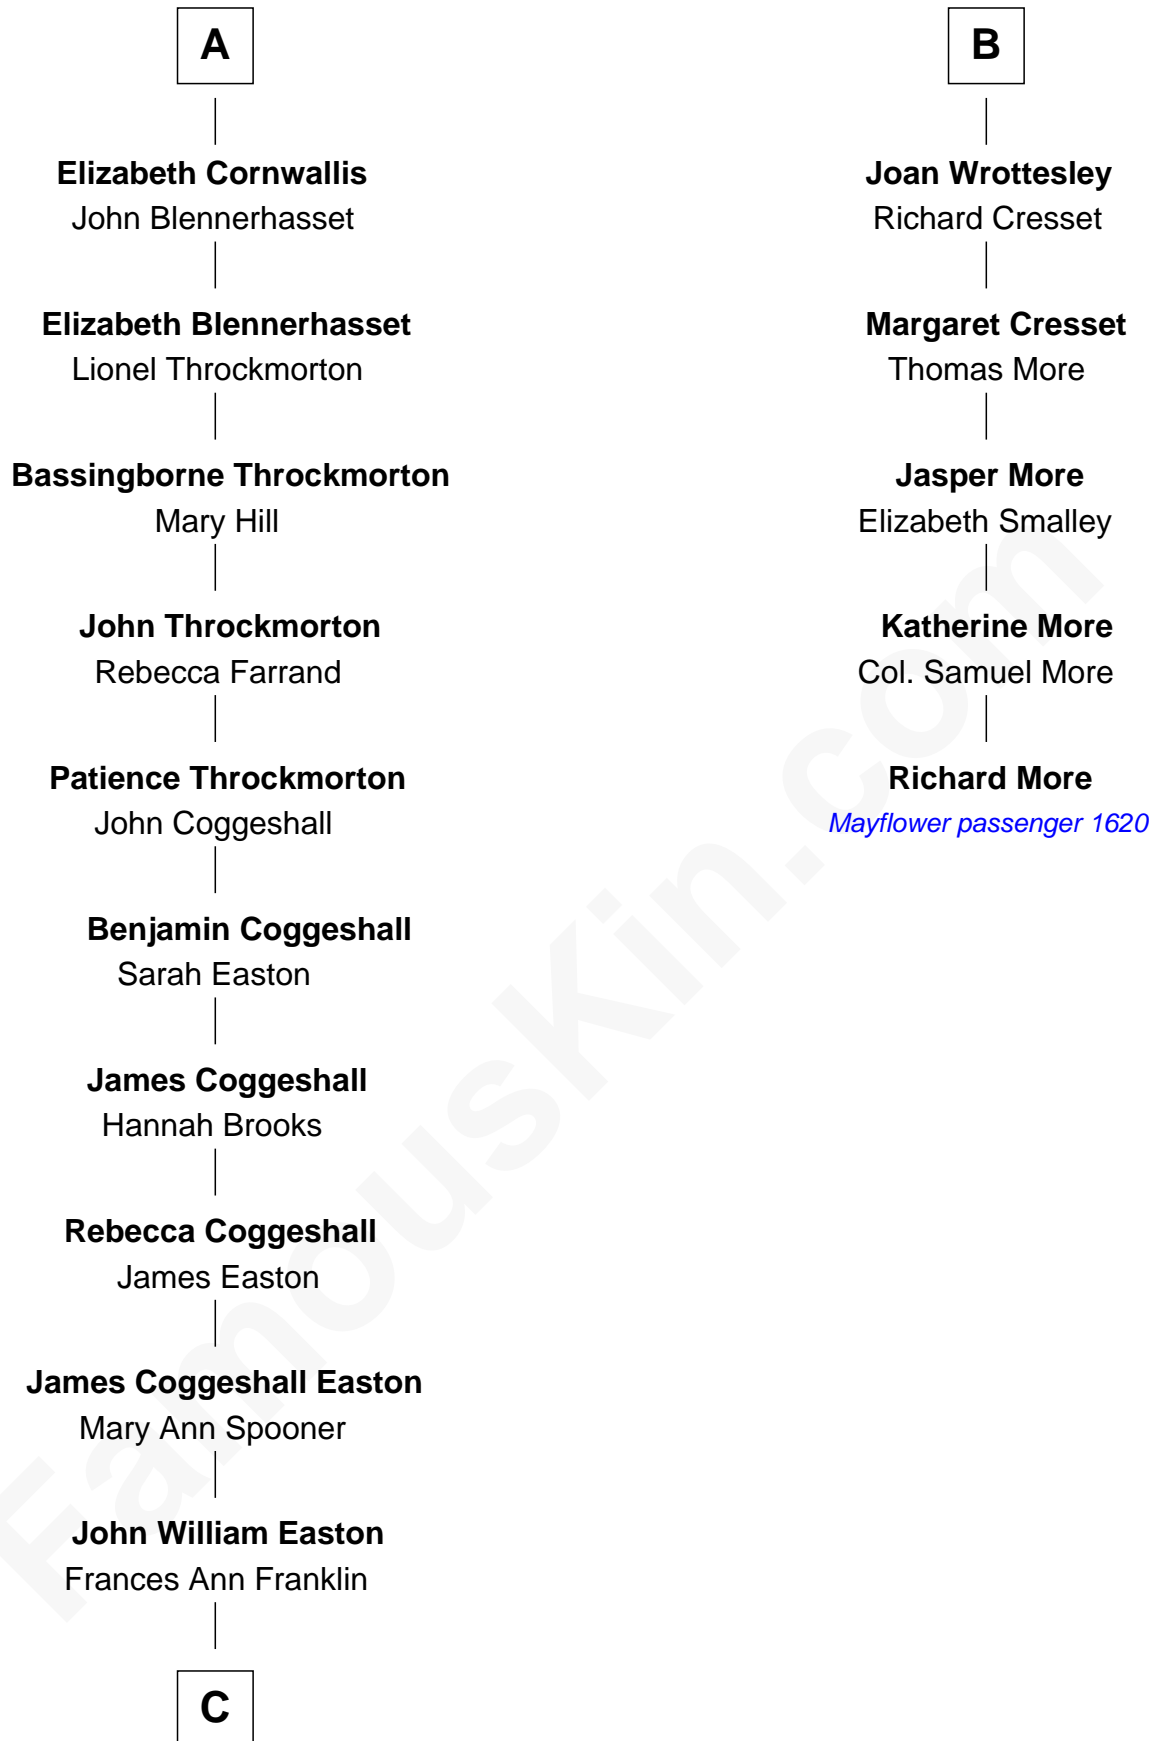 A
Elizabeth Cornwallis
John Blennerhasset
Elizabeth Blennerhasset
Lionel Throckmorton
Bassingborne Throckmorton
Mary Hill
John Throckmorton
Rebecca Farrand
Patience Throckmorton
John Coggeshall
Benjamin Coggeshall
Sarah Easton
James Coggeshall
Hannah Brooks
Rebecca Coggeshall
James Easton
James Coggeshall Easton
Mary Ann Spooner
John William Easton
Frances Ann Franklin
C
B
Joan Wrottesley
Richard Cresset
Margaret Cresset
Thomas More
Jasper More
Elizabeth Smalley
Katherine More
Col. Samuel More
Richard More
Mayflower passenger 1620
FamousKin.com